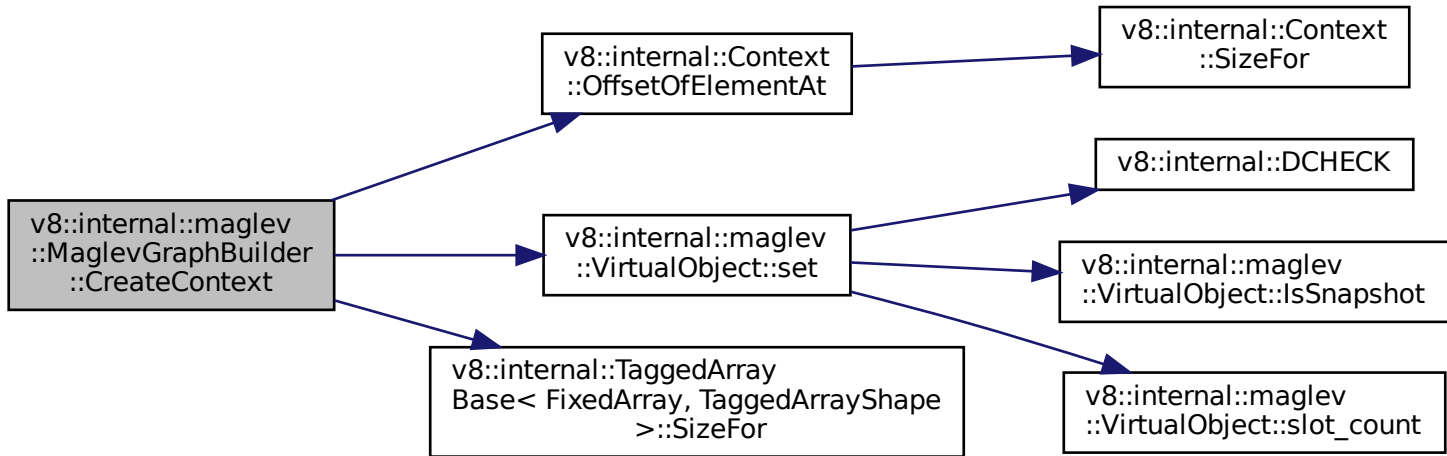 v8::internal::maglev
::MaglevGraphBuilder
::CreateContext
v8::internal::Context
::OffsetOfElementAt
v8::internal::Context
::SizeFor
v8::internal::maglev
::VirtualObject::set
v8::internal::DCHECK
v8::internal::maglev
::VirtualObject::IsSnapshot
v8::internal::maglev
::VirtualObject::slot_count
v8::internal::TaggedArray
Base< FixedArray, TaggedArrayShape
>::SizeFor